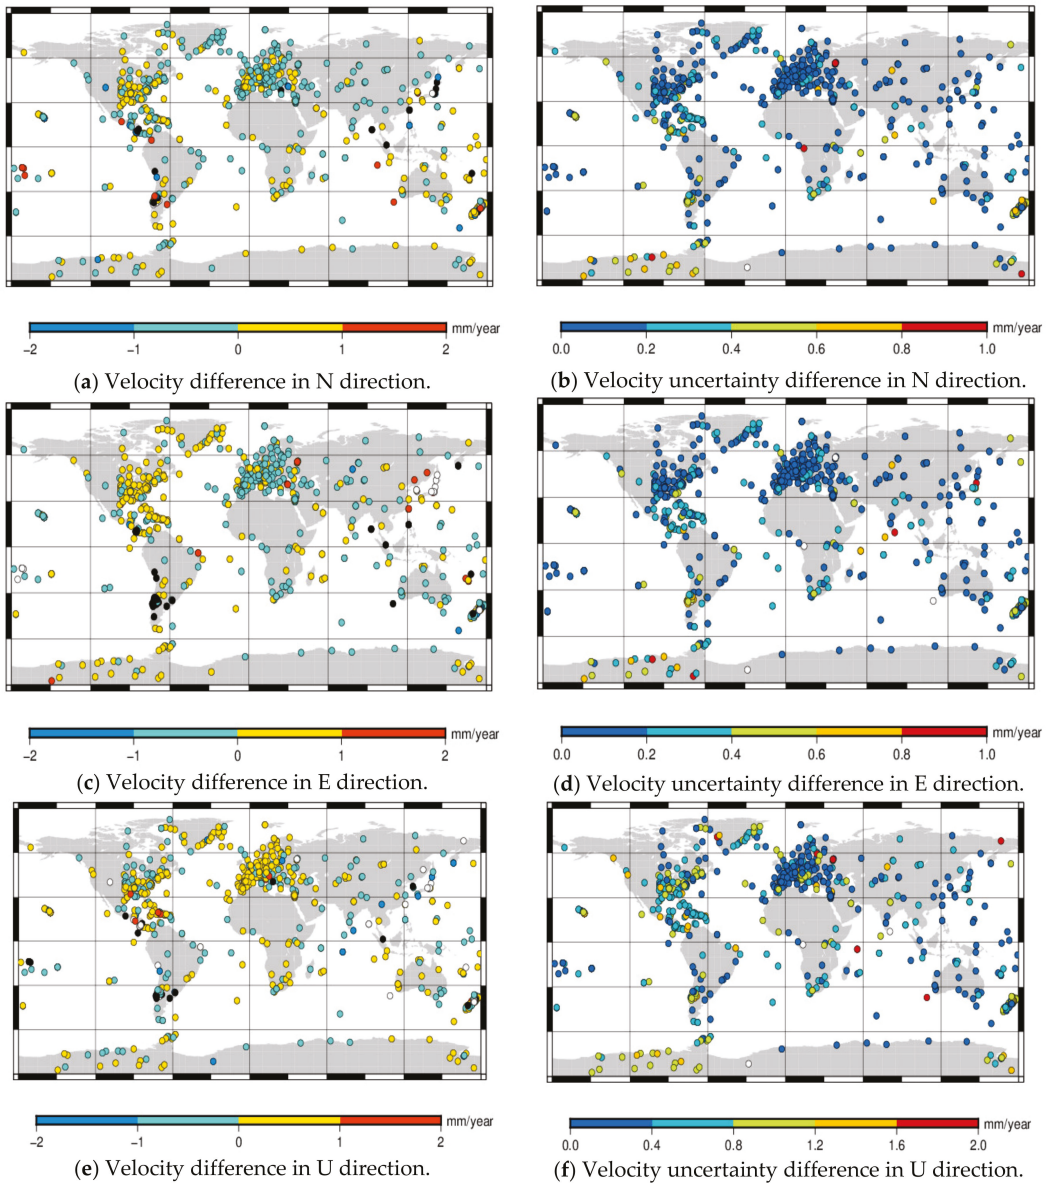 mm/year
−2 −1 0 1 2
(a) Velocity difference in N direction.
mm/year
0.0 0.2 0.4 0.6 0.8 1.0
(b) Velocity uncertainty difference in N direction.
mm/year
−2 −1 0 1 2
(c) Velocity difference in E direction.
mm/year
0.0 0.2 0.4 0.6 0.8 1.0
(d) Velocity uncertainty difference in E direction.
mm/year
−2 −1 0 1 2
(e) Velocity difference in U direction.
mm/year
0.0 0.4 0.8 1.2 1.6 2.0
(f) Velocity uncertainty difference in U direction.